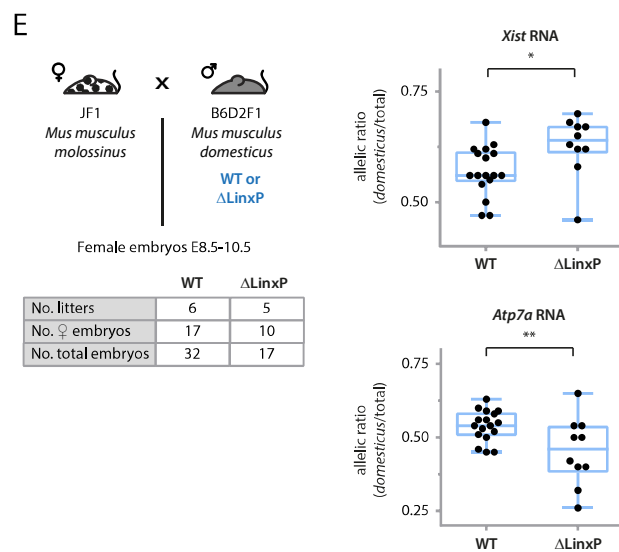 E
♀ x ♂
JF1 B6D2F1
Mus musculus Mus musculus
molossinus domesticus
WT or
ΔLinxP
Female embryos E8.5-10.5
WT ΔLinxP
No. litters 6 5
No. ♀ embryos 17 10
No. total embryos 32 17
Xist RNA
*
0.75
0.50
allelic ratio
(domesticus/total)
WT ΔLinxP
Atp7a RNA
**
0.75
0.50
0.25
allelic ratio
(domesticus/total)
WT ΔLinxP